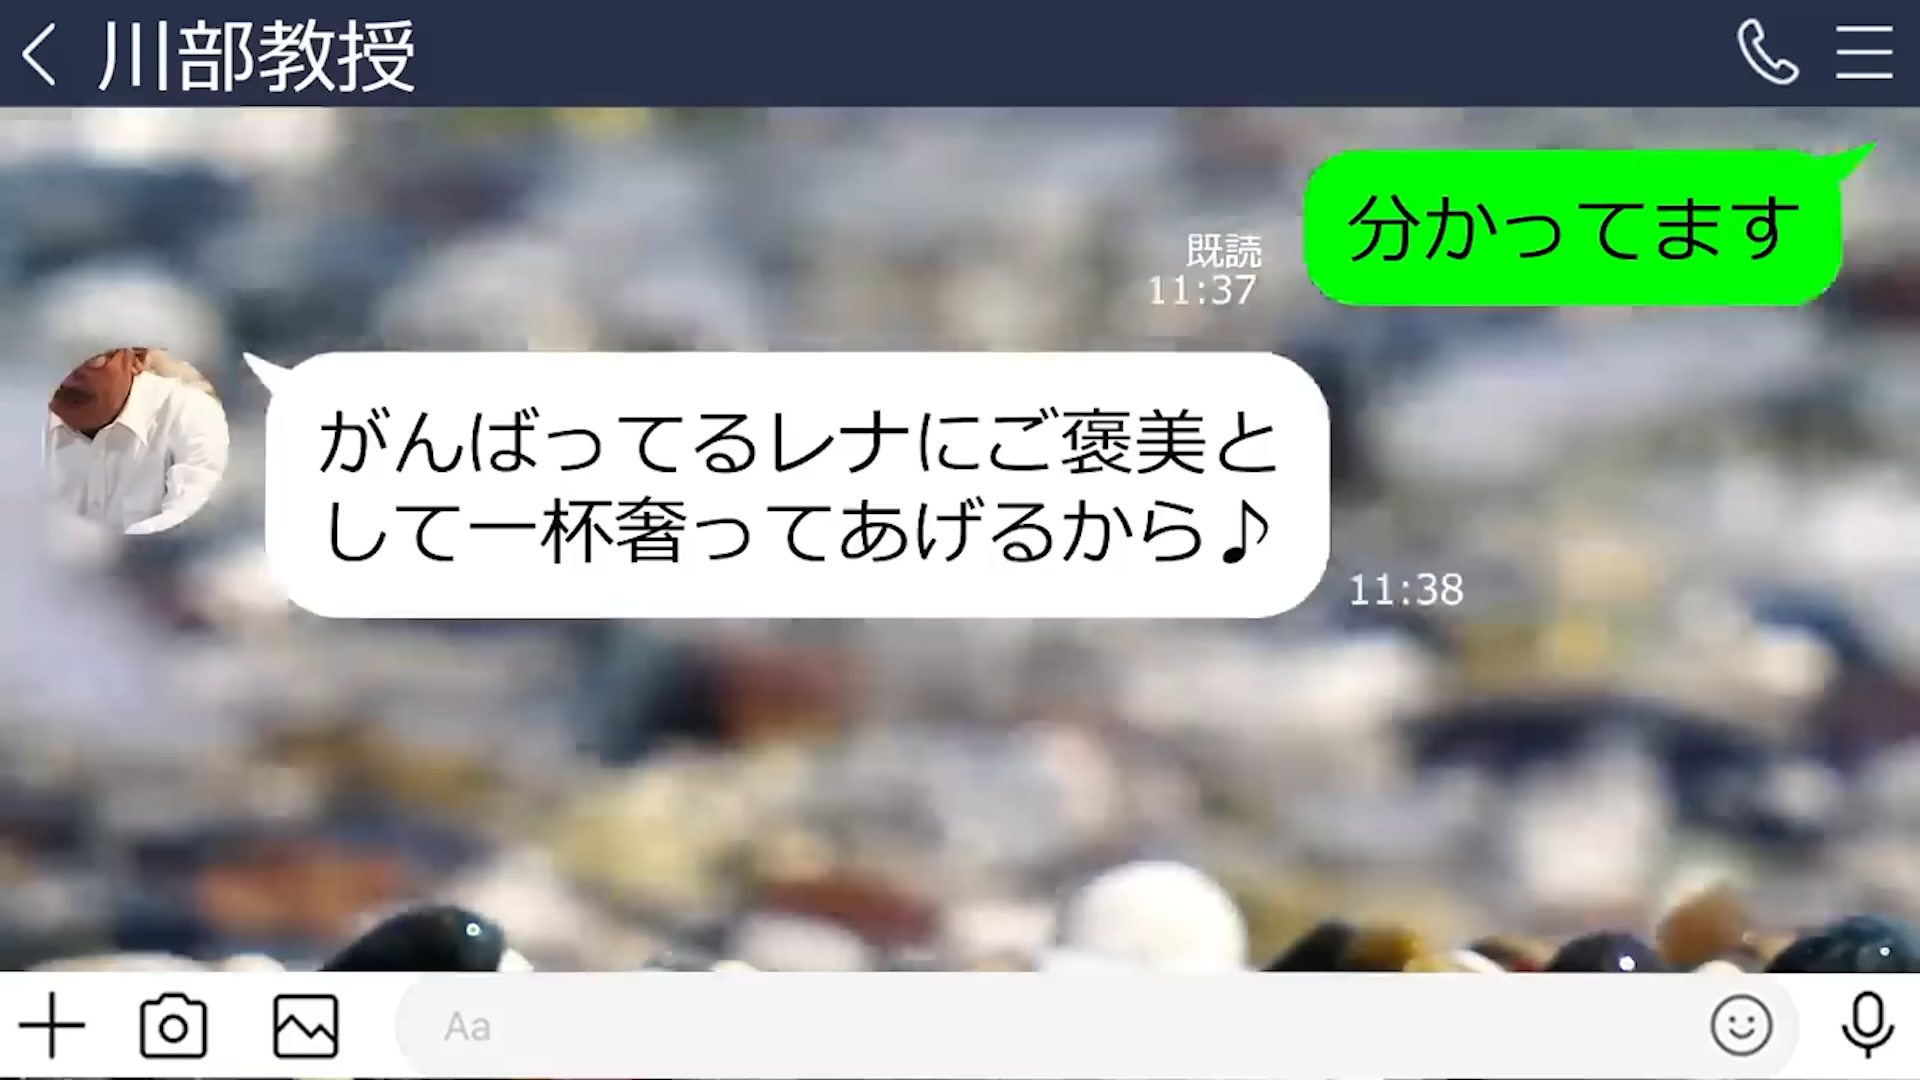 川部教授
分かってます
既読
11:37
がんばってるレナにご褒美と
して一杯奢ってあげるから♪
11:38
Aa